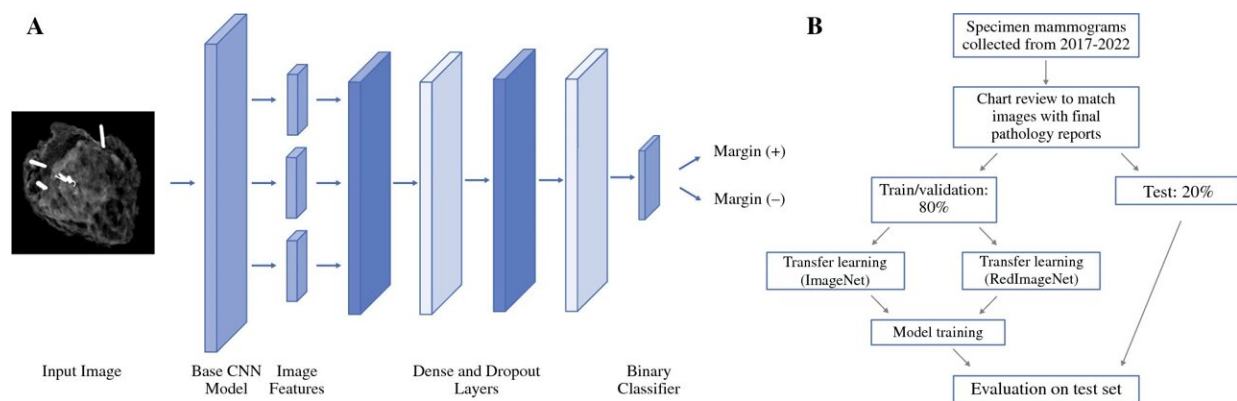 A
Margin (+)
Margin (–)
Input Image
Base CNN
Model
Image
Features
Dense and Dropout
Layers
Binary
Classifier
B
Specimen mammograms
collected from 2017-2022
Chart review to match
images with final
pathology reports
Train/validation:
80%
Test: 20%
Transfer learning
(ImageNet)
Transfer learning
(RedImageNet)
Model training
Evaluation on test set